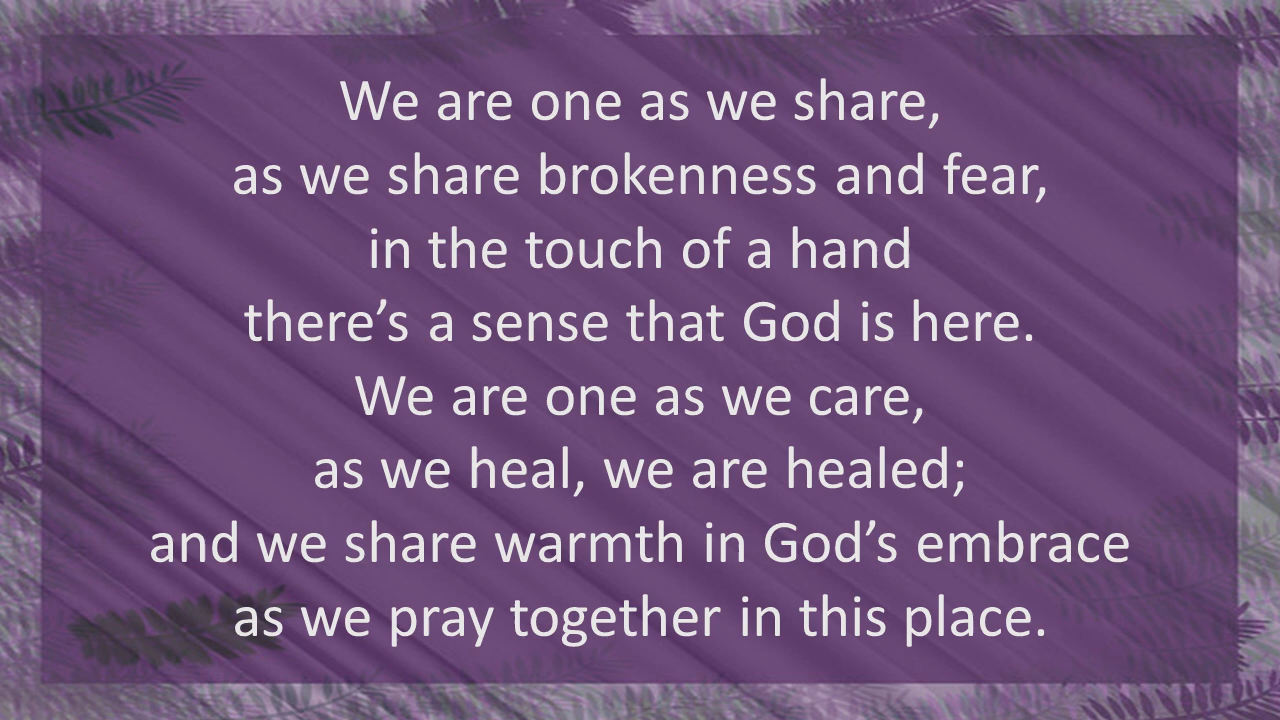 We are one as we share,
as we share brokenness and fear,
in the touch of a hand
there’s a sense that God is here.
We are one as we care,
as we heal, we are healed;
and we share warmth in God’s embrace
as we pray together in this place.